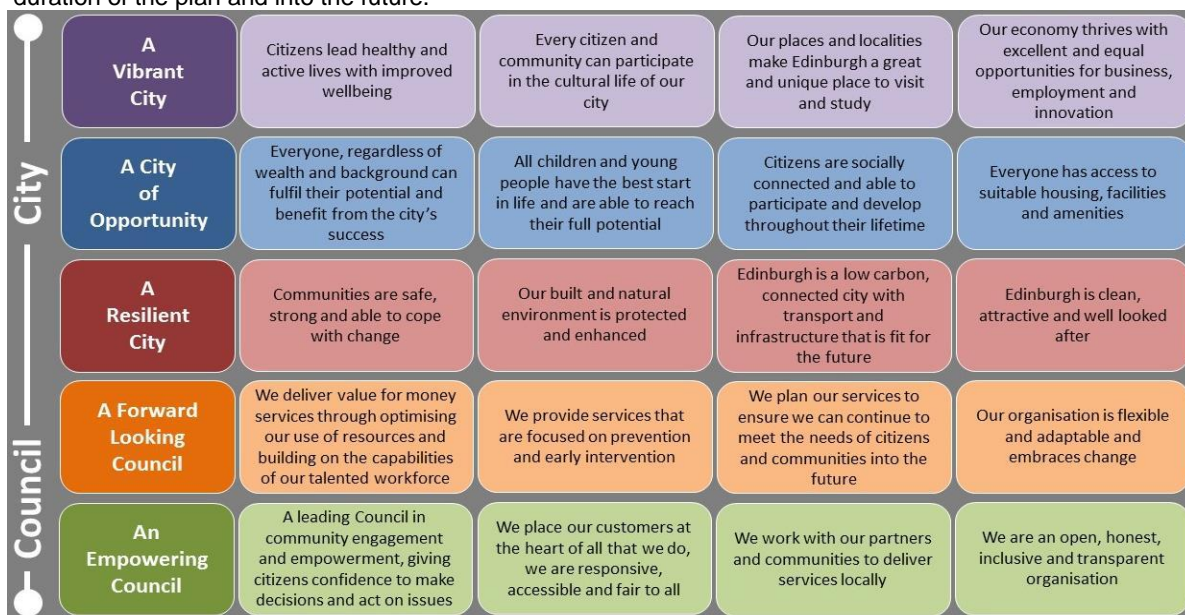 duration of the plan and into the future.
City
Council
A
Vibrant
City
Citizens lead healthy and
active lives with improved
wellbeing
Every citizen and
community can participate
in the cultural life of our
city
Our places and localities
make Edinburgh a great
and unique place to visit
and study
Our economy thrives with
excellent and equal
opportunities for business,
employment and
innovation
A City
of
Opportunity
Everyone, regardless of
wealth and background can
fulfil their potential and
benefit from the city's
success
All children and young
people have the best start
in life and are able to reach
their full potential
Citizens are socially
connected and able to
participate and develop
throughout their lifetime
Everyone has access to
suitable housing, facilities
and amenities
A
Resilient
City
Communities are safe,
strong and able to cope
with change
Our built and natural
environment is protected
and enhanced
Edinburgh is a low carbon,
connected city with
transport and
infrastructure that is fit for
the future
Edinburgh is clean,
attractive and well looked
after
A Forward
Looking
Council
We deliver value for money
services through optimising
our use of resources and
building on the capabilities
of our talented workforce
We provide services that
are focused on prevention
and early intervention
We plan our services to
ensure we can continue to
meet the needs of citizens
and communities into the
future
Our organisation is flexible
and adaptable and
embraces change
An
Empowering
Council
A leading Council in
community engagement
and empowerment, giving
citizens confidence to make
decisions and act on issues
We place our customers at
the heart of all that we do,
we are responsive,
accessible and fair to all
We work with our partners
and communities to deliver
services locally
We are an open, honest,
inclusive and transparent
organisation